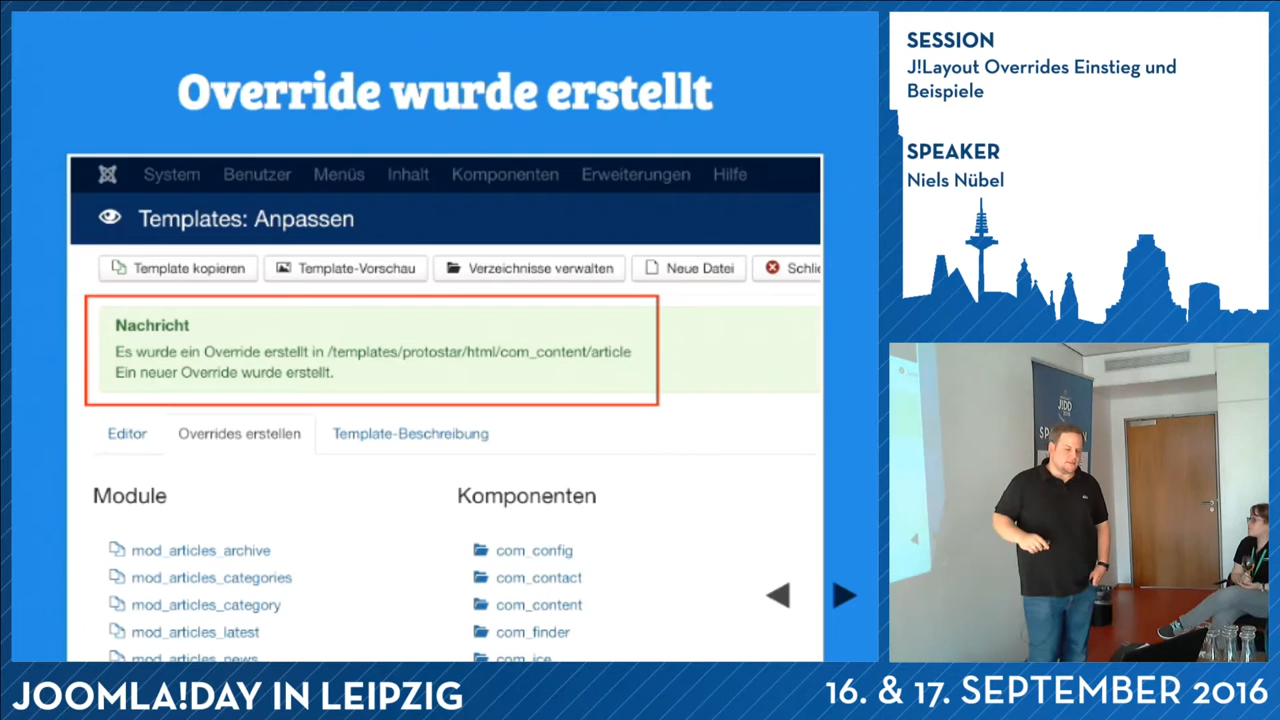 Override wurde erstellt
System Benutzer Menüs Inhalt Komponenten Erweiterungen Hilfe
Templates: Anpassen
Template kopieren Template-Vorschau Verzeichnisse verwalten Neue Datei Schli
Nachricht
Es wurde ein Override erstellt in /templates/protostar/html/com_content/article
Ein neuer Override wurde erstellt.
Editor Overrides erstellen Template-Beschreibung
Module
mod_articles_archive
mod_articles_categories
mod_articles_category
mod_articles_latest
mod_articles_news
Komponenten
com_config
com_contact
com_content
com_finder
SESSION
J!Layout Overrides Einstieg und
Beispiele
SPEAKER
Niels Nübel
J!DD
JOOMLA!DAY IN LEIPZIG
16. & 17. SEPTEMBER 2016